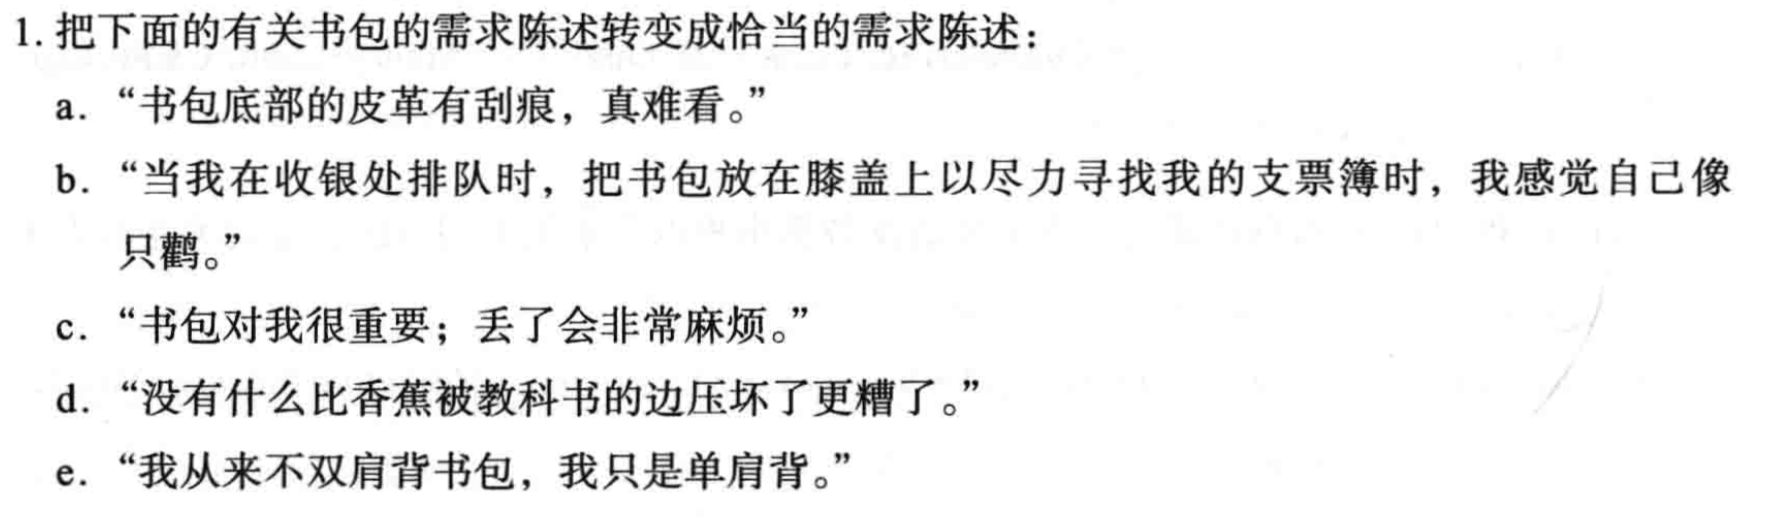 1. 把下面的有关书包的需求陈述转变成恰当的需求陈述：
a. “书包底部的皮革有刮痕，真难看。”
b. “当我在收银处排队时，把书包放在膝盖上以尽力寻找我的支票簿时，我感觉自己像
只鹳。”
c. “书包对我很重要；丢了会非常麻烦。”
d. “没有什么比香蕉被教科书的边压坏了更糟了。”
e. “我从来不双肩背书包，我只是单肩背。”